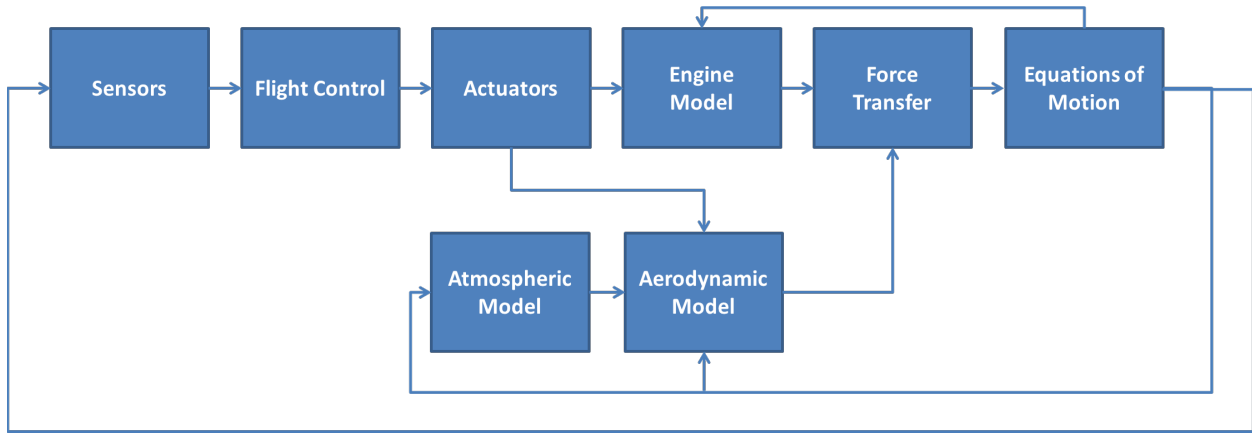 Sensors
Flight Control
Actuators
Engine
Model
Force
Transfer
Equations of
Motion
Atmospheric
Model
Aerodynamic
Model